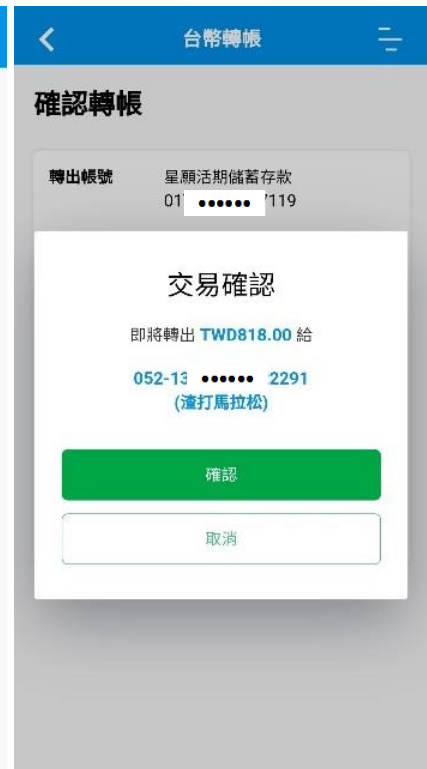 台幣轉帳
確認轉帳
轉出帳號 星願活期儲蓄存款
01 ●●●●●● 7119
交易確認
即將轉出 TWD818.00 給
052-13 ●●●●●● 2291
(渣打馬拉松)
確認
取消